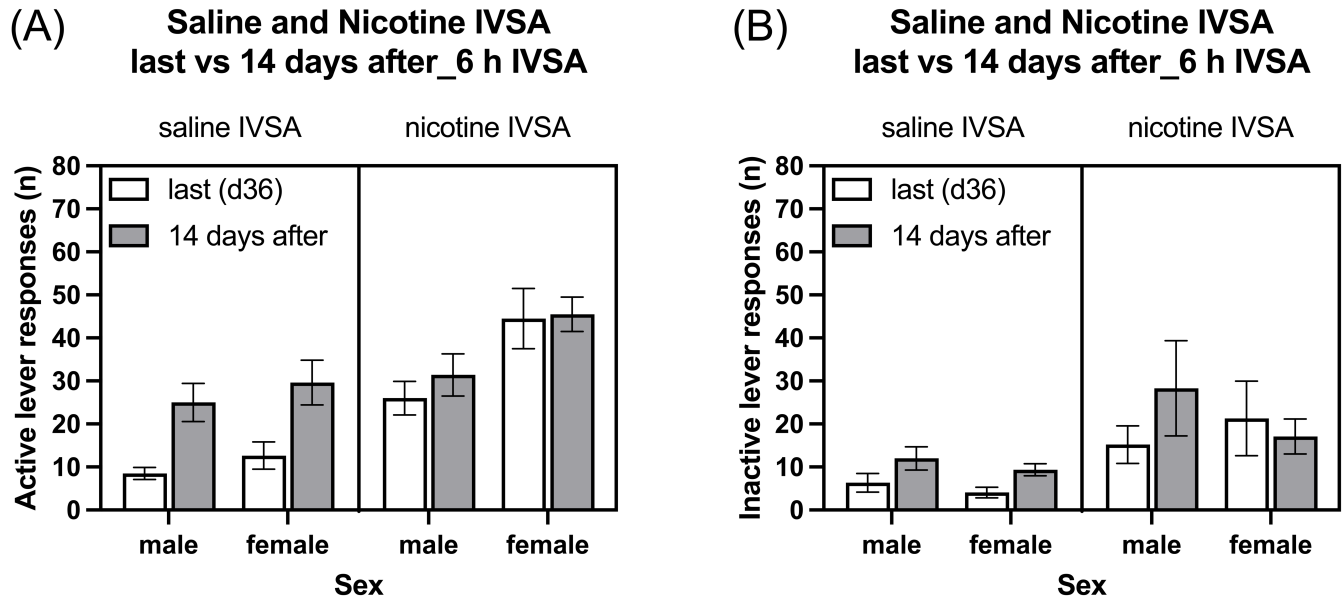 (A)
Saline and Nicotine IVSA
last vs 14 days after_6 h IVSA
saline IVSA nicotine IVSA
Active lever responses (n)
80
70
60
50
40
30
20
10
0
last (d36)
14 days after
male female male female
Sex
(B)
Saline and Nicotine IVSA
last vs 14 days after_6 h IVSA
saline IVSA nicotine IVSA
Inactive lever responses (n)
80
70
60
50
40
30
20
10
0
last (d36)
14 days after
male female male female
Sex